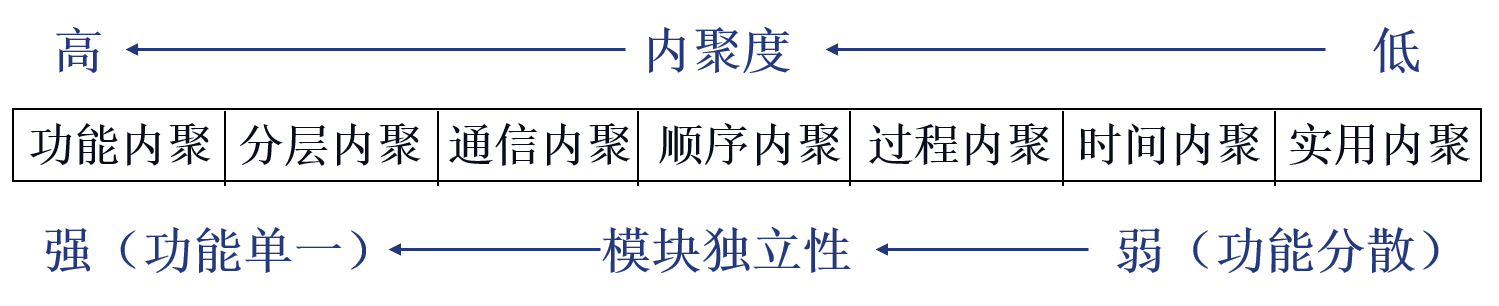 高 内聚度 低
功能内聚 分层内聚 通信内聚 顺序内聚 过程内聚 时间内聚 实用内聚
强（功能单一） 模块独立性 弱（功能分散）